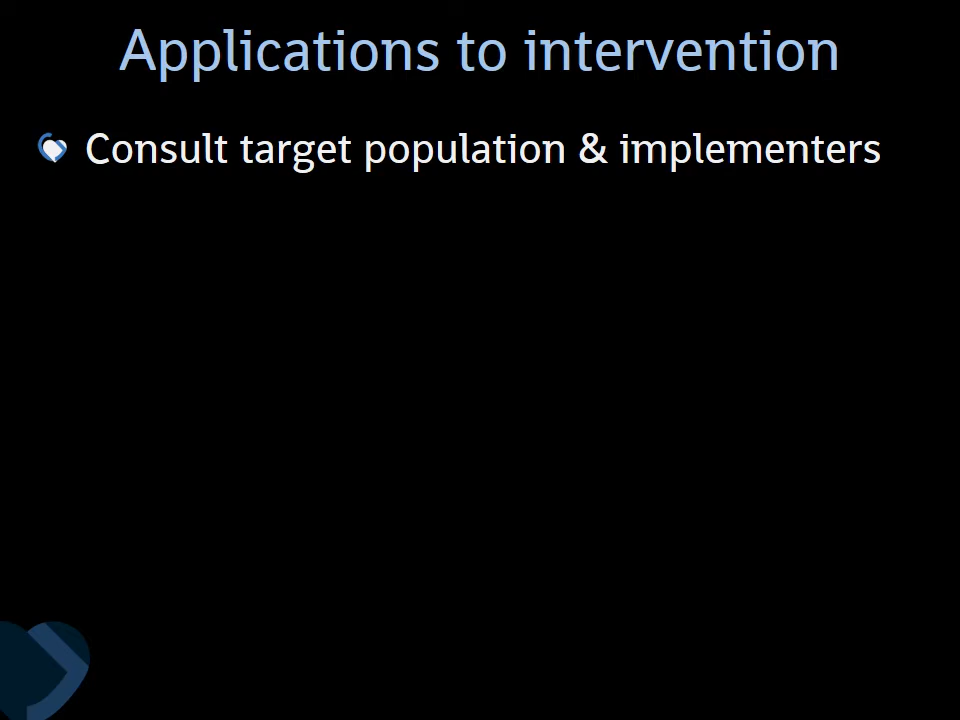 Applications to intervention
Consult target population & implementers